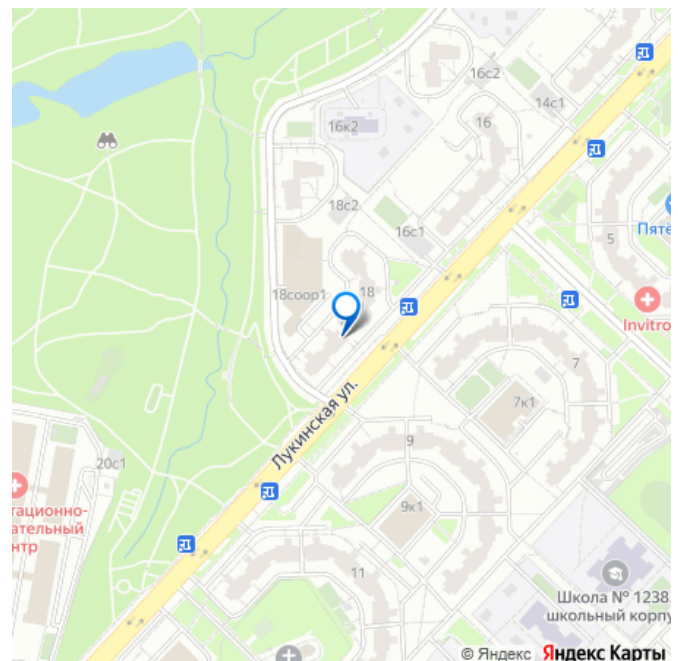 16с2
14с1
16к2
16
18с2
16с1
5
Пятё
18соор1
18
Invitro
7
7к1
Лукинская ул.
9
20с1
9к1
тационно-
ательный
нтр
11
Школа № 1238,
школьный корпу
© Яндекс Яндекс Карты